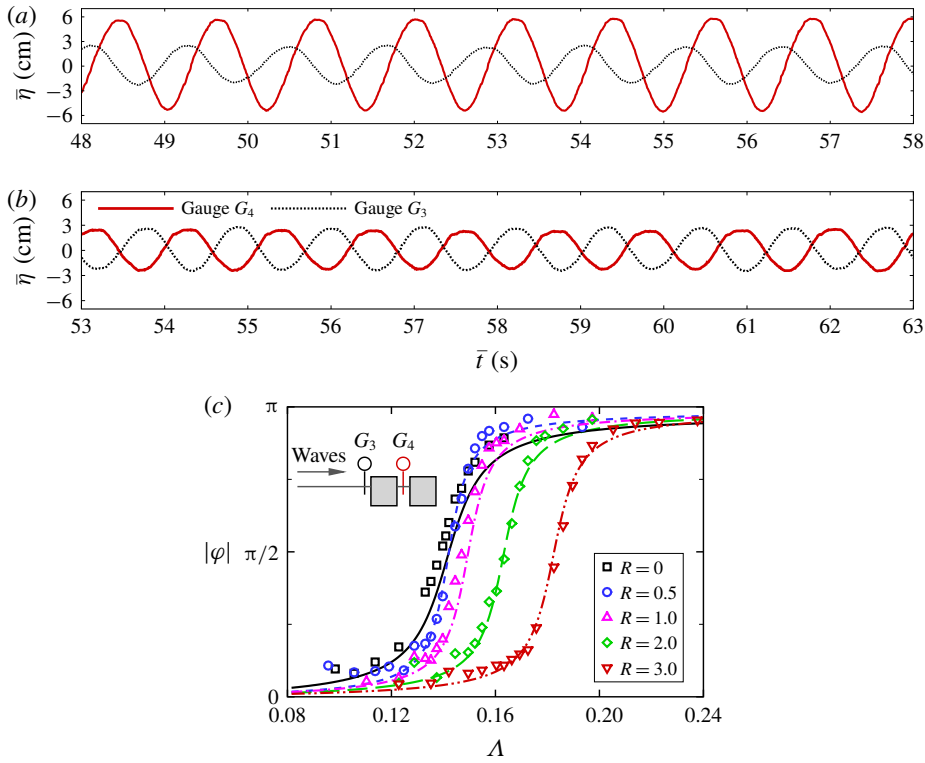 (a)
η̄ (cm)
6
3
0
−3
−6
48 49 50 51 52 53 54 55 56 57 58
(b)
η̄ (cm)
6
3
0
−3
−6
Gauge G4 Gauge G3
53 54 55 56 57 58 59 60 61 62 63
t̄ (s)
(c)
|φ|
π
π/2
0
Waves
G3 G4
R = 0
R = 0.5
R = 1.0
R = 2.0
R = 3.0
0.08 0.12 0.16 0.20 0.24
Λ